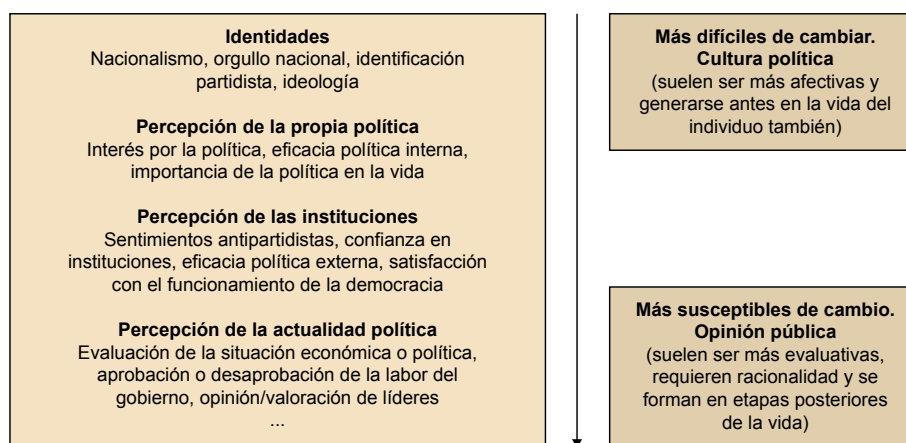 Identidades
Nacionalismo, orgullo nacional, identificación
partidista, ideología
Percepción de la propia política
Interés por la política, eficacia política interna,
importancia de la política en la vida
Percepción de las instituciones
Sentimientos antipartidistas, confianza en
instituciones, eficacia política externa, satisfacción
con el funcionamiento de la democracia
Percepción de la actualidad política
Evaluación de la situación económica o política,
aprobación o desaprobación de la labor del
gobierno, opinión/valoración de líderes
...
Más difíciles de cambiar.
Cultura política
(suelen ser más afectivas y
generarse antes en la vida del
individuo también)
Más susceptibles de cambio.
Opinión pública
(suelen ser más evaluativas,
requieren racionalidad y se
forman en etapas posteriores
de la vida)